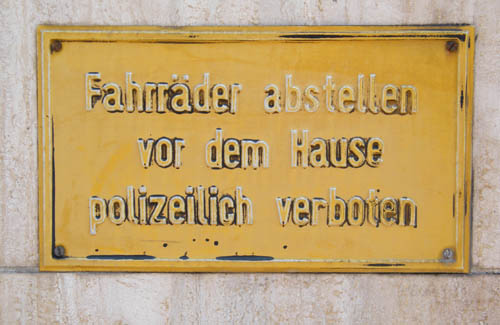 Fahrräder abstellen
vor dem Hause
polizeilich verboten